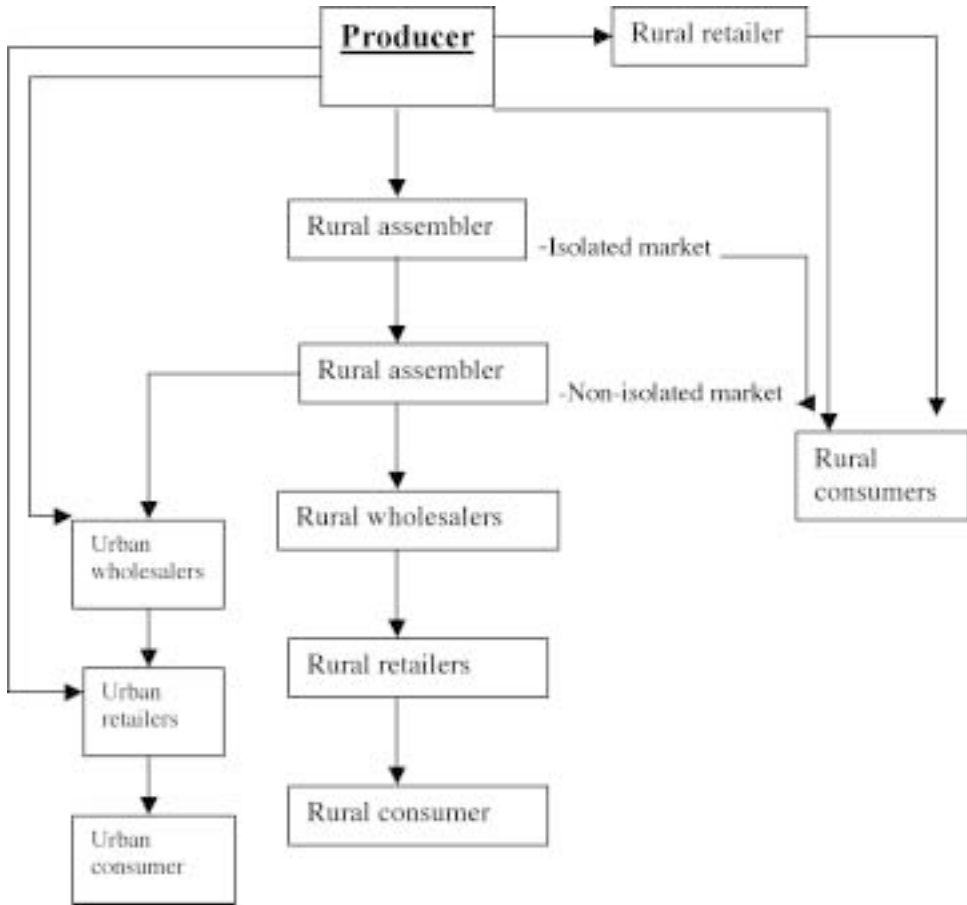 Producer
Rural retailer
Rural assembler
-Isolated market
Rural assembler
-Non-isolated market
Rural
consumers
Rural wholesalers
Urban
wholesalers
Rural retailers
Urban
retailers
Rural consumer
Urban
consumer